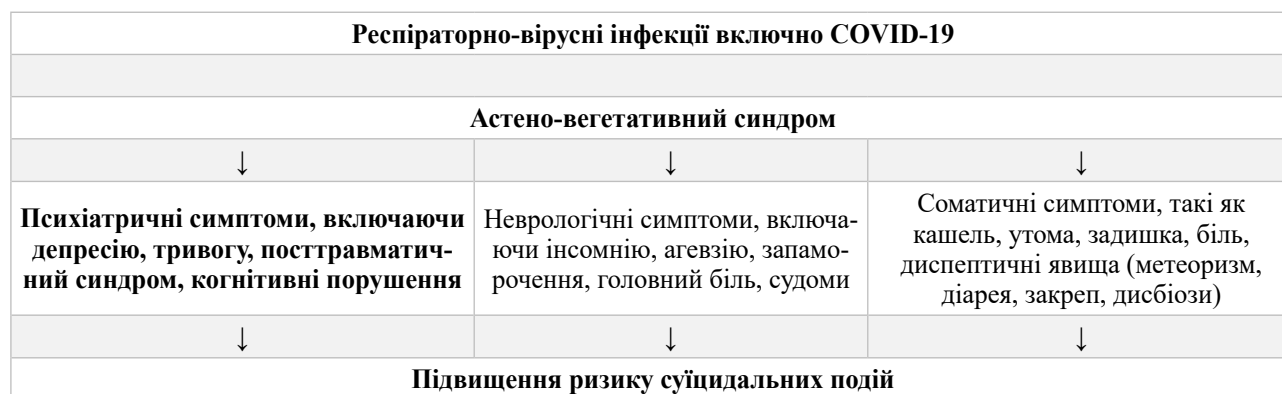 Респіраторно-вірусні інфекції включно COVID-19
Астено-вегетативний синдром
↓ ↓ ↓
Психіатричні симптоми, включаючи
депресію, тривогу, посттравматич-
ний синдром, когнітивні порушення
Неврологічні симптоми, включа-
ючи інсомнію, агевзію, запамо-
рочення, головний біль, судоми
Соматичні симптоми, такі як
кашель, утома, задишка, біль,
диспептичні явища (метеоризм,
діарея, закреп, дисбіози)
↓ ↓ ↓
Підвищення ризику суїцидальних подій